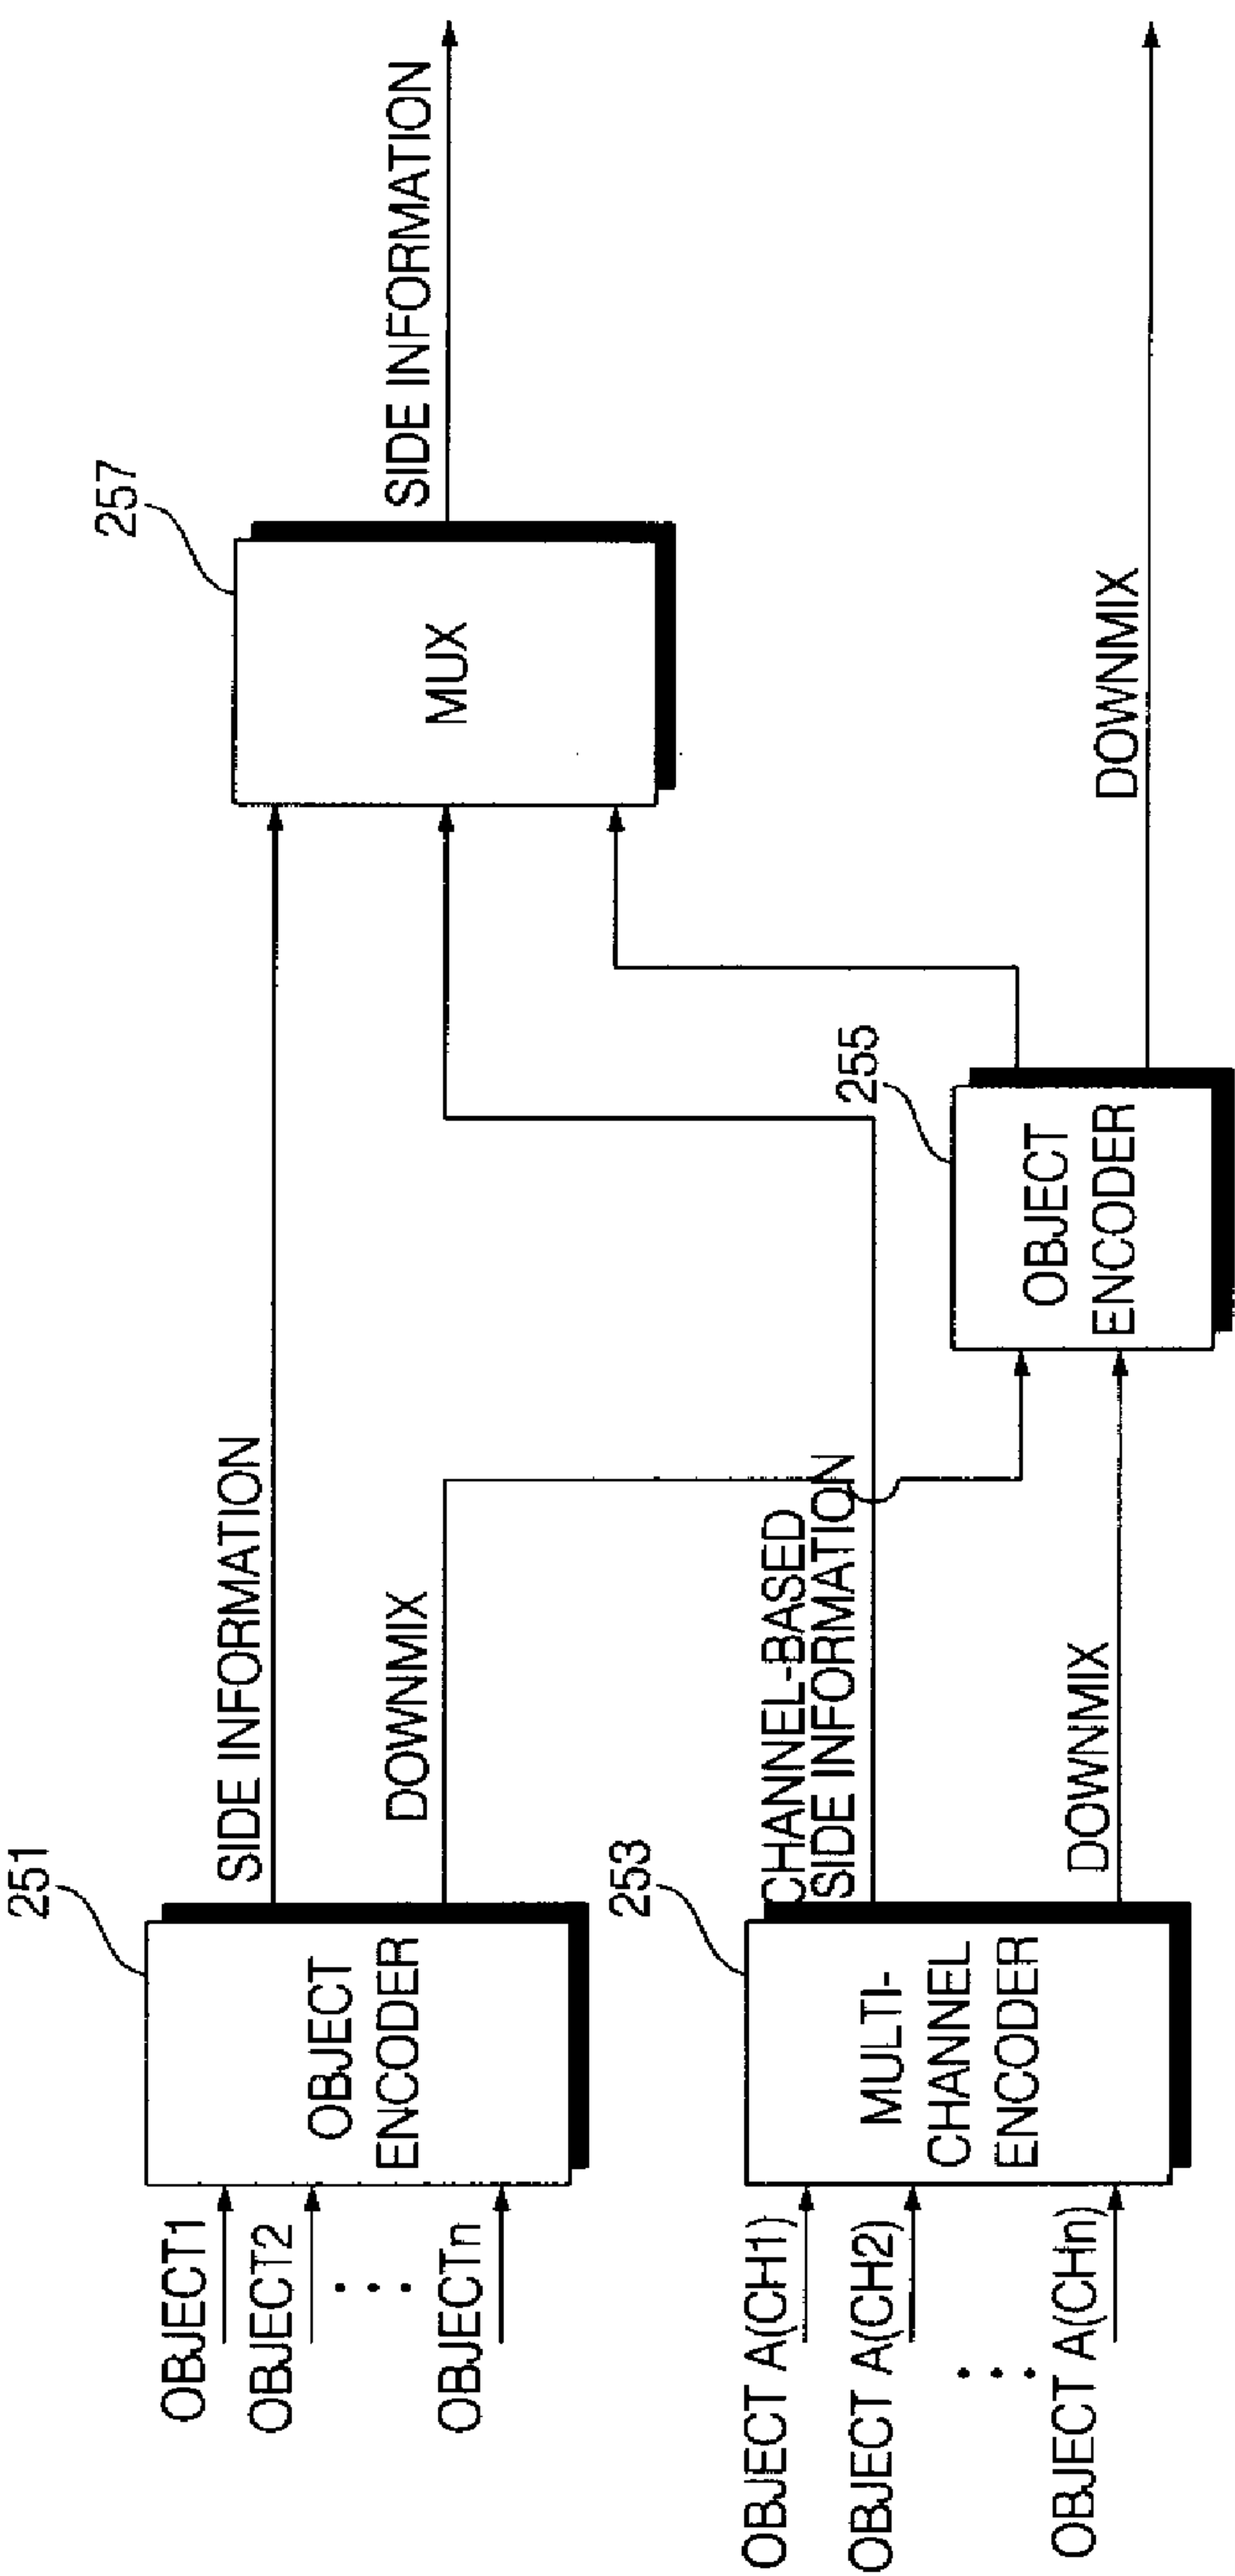 OBJECT1
OBJECT2
OBJECTn
251
OBJECT
ENCODER
SIDE INFORMATION
DOWNMIX
OBJECT A(CH1)
OBJECT A(CH2)
OBJECT A(CHn)
253
MULTI-
CHANNEL
ENCODER
CHANNEL-BASED
SIDE INFORMATION
DOWNMIX
255
OBJECT
ENCODER
257
MUX
SIDE INFORMATION
DOWNMIX